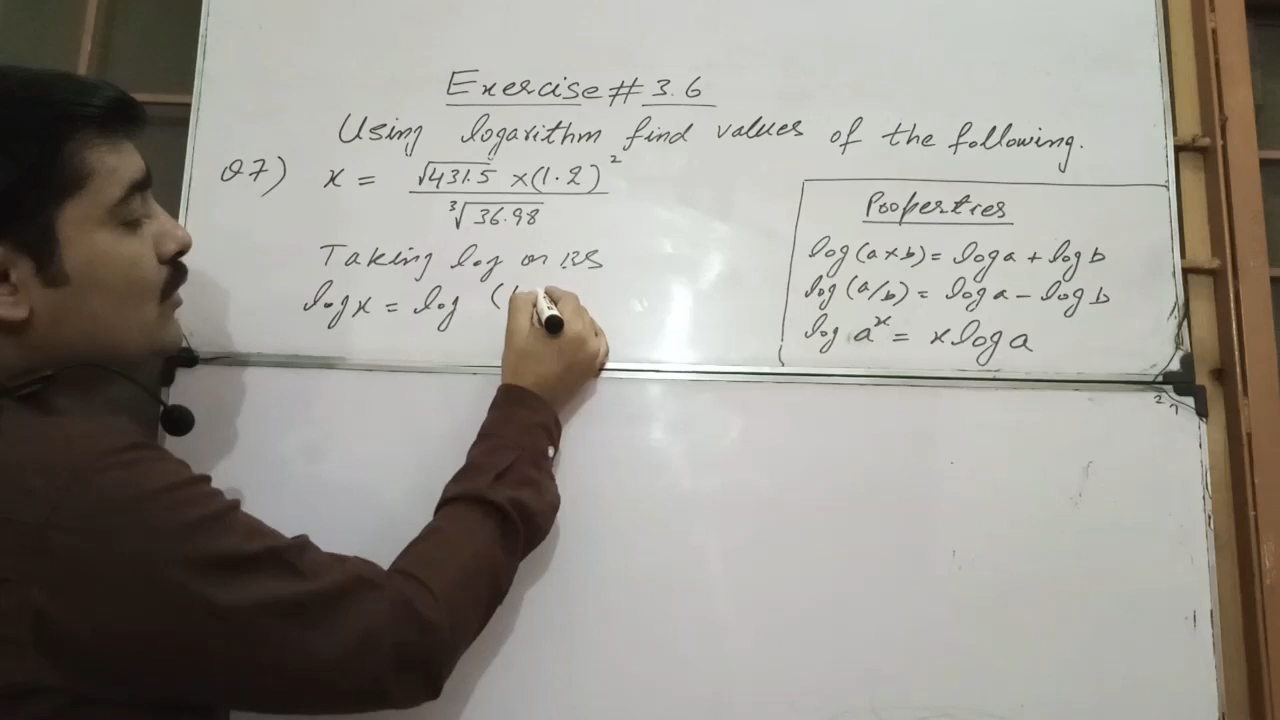 Exercise # 3.6
Using logarithm find values of the following.
Q7) x = √431.5 × (1.2)² / ³√36.98
Taking log on B.S
log x = log (
Properties
log (a×b) = log a + log b
log (a/b) = log a - log b
log aˣ = x log a